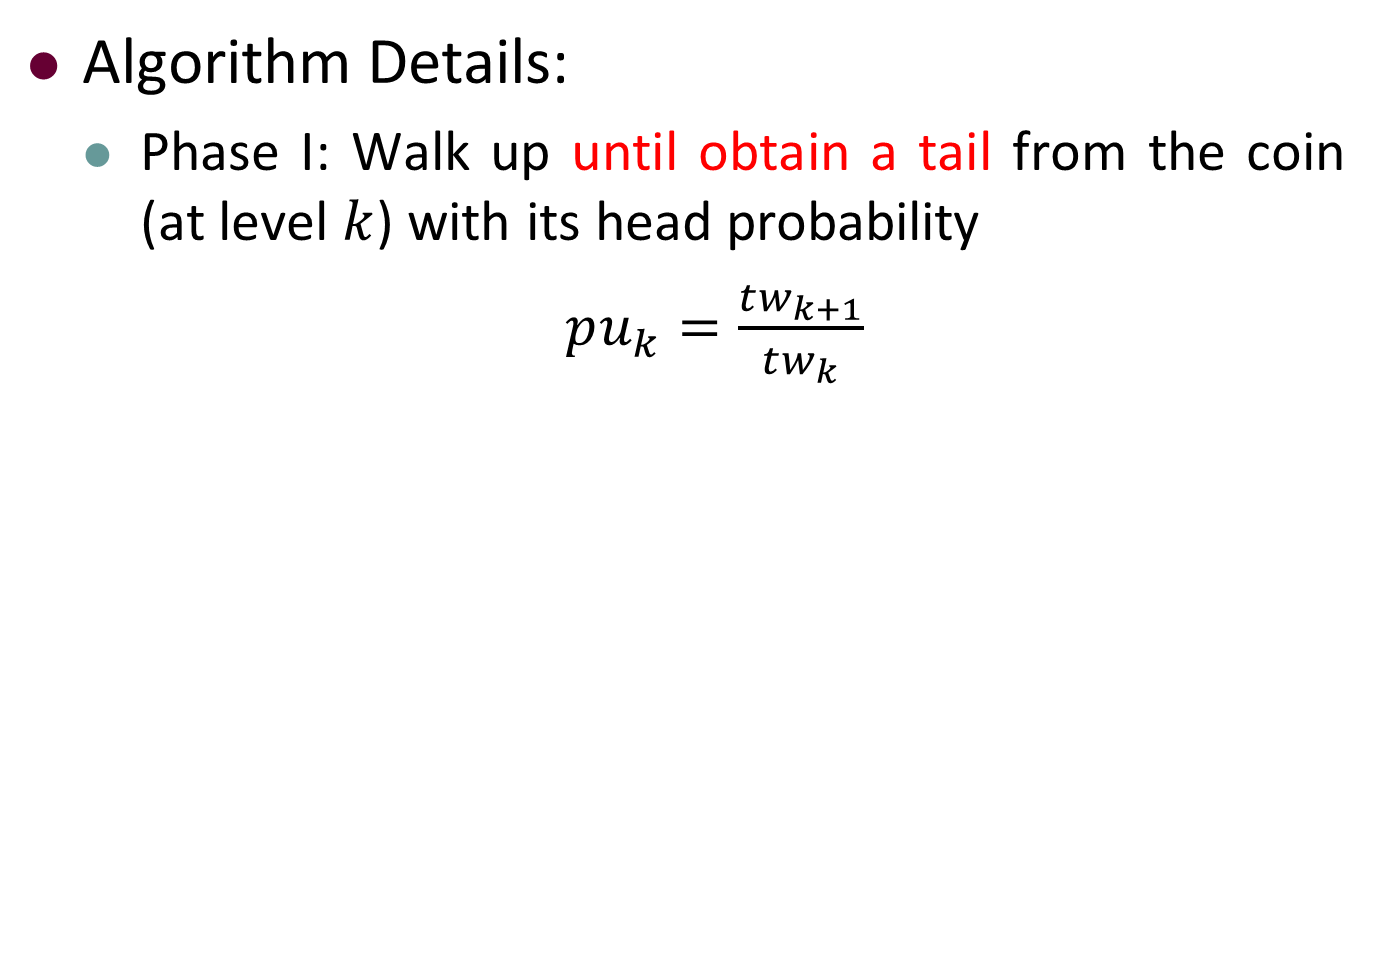 Algorithm Details:
Phase I: Walk up until obtain a tail from the coin
(at level k) with its head probability
pu_k = tw_{k+1} / tw_k